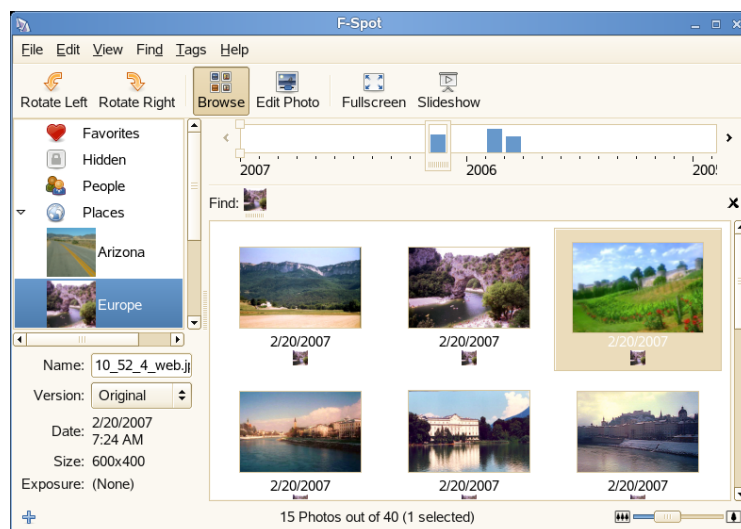 F-Spot
File Edit View Find Tags Help
Rotate Left Rotate Right Browse Edit Photo Fullscreen Slideshow
Favorites
Hidden
People
Places
Arizona
Europe
2007 2006 200
Find:
2/20/2007 2/20/2007 2/20/2007
2/20/2007 2/20/2007 2/20/2007
Name: 10_52_4_web.j
Version: Original
Date: 2/20/2007
7:24 AM
Size: 600x400
Exposure: (None)
15 Photos out of 40 (1 selected)